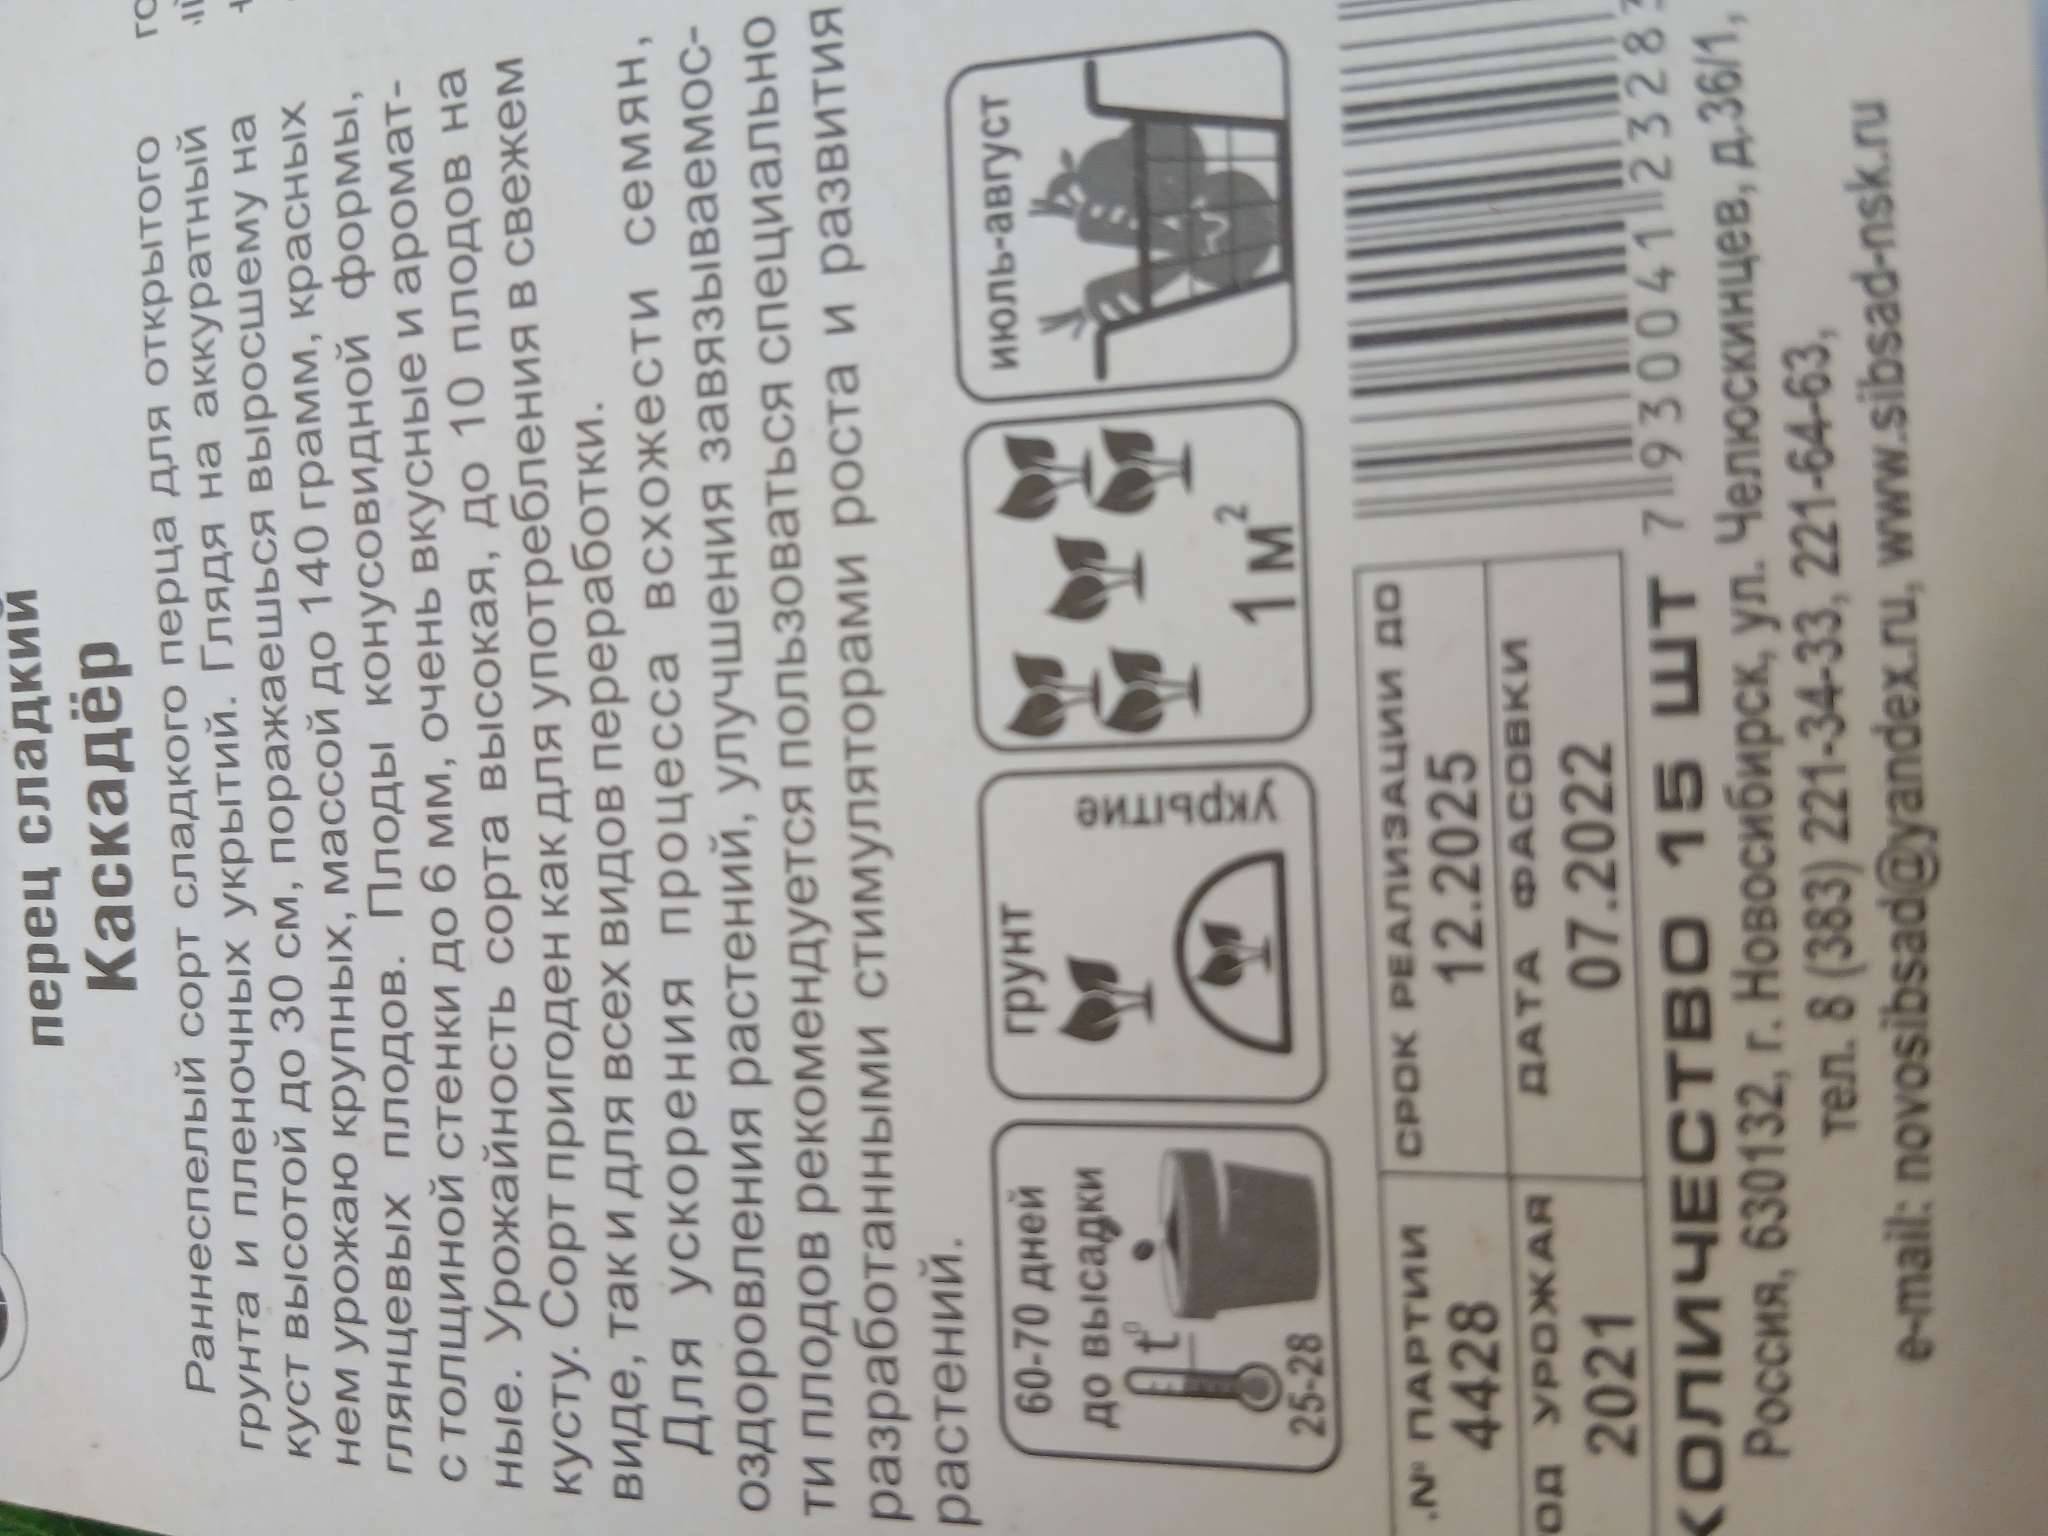 перец сладкий
Каскадёр
Раннеспелый сорт сладкого перца для открытого
грунта и пленочных укрытий. Глядя на аккуратный
куст высотой до 30 см, поражаешься выросшему на
нем урожаю крупных, массой до 140 грамм, красных
глянцевых плодов. Плоды конусовидной формы,
с толщиной стенки до 6 мм, очень вкусные и аромат-
ные. Урожайность сорта высокая, до 10 плодов на
кусту. Сорт пригоден как для употребления в свежем
виде, так и для всех видов переработки.
Для ускорения процесса всхожести семян,
оздоровления растений, улучшения завязываемос-
ти плодов рекомендуется пользоваться специально
разработанными стимуляторами роста и развития
растений.
60-70 дней
до высадки
t°
25-28
грунт
укрытие
1 м²
июль-август
.№ ПАРТИИ
4428
СРОК РЕАЛИЗАЦИИ ДО
12.2025
ОД УРОЖАЯ
2021
ДАТА ФАСОВКИ
07.2022
КОЛИЧЕСТВО 15 ШТ
7 930041 23283
Россия, 630132, г. Новосибирск, ул. Челюскинцев, д.36/1,
тел. 8 (383) 221-34-33, 221-64-63,
e-mail: novosibsad@yandex.ru, www.sibsad-nsk.ru